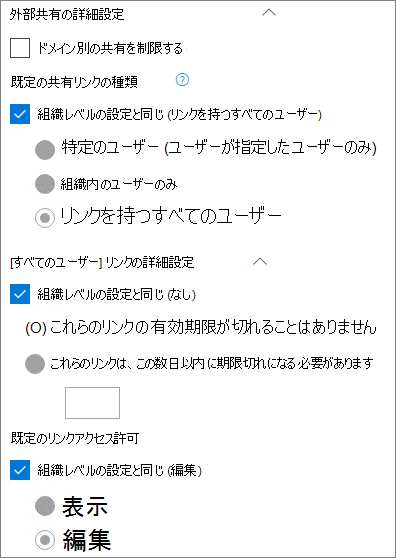 外部共有の詳細設定
ドメイン別の共有を制限する
既定の共有リンクの種類 ?
組織レベルの設定と同じ (リンクを持つすべてのユーザー)
特定のユーザー (ユーザーが指定したユーザーのみ)
組織内のユーザーのみ
リンクを持つすべてのユーザー
[すべてのユーザー] リンクの詳細設定
組織レベルの設定と同じ (なし)
(O) これらのリンクの有効期限が切れることはありません
これらのリンクは、この数日以内に期限切れになる必要があります
既定のリンクアクセス許可
組織レベルの設定と同じ (編集)
表示
編集